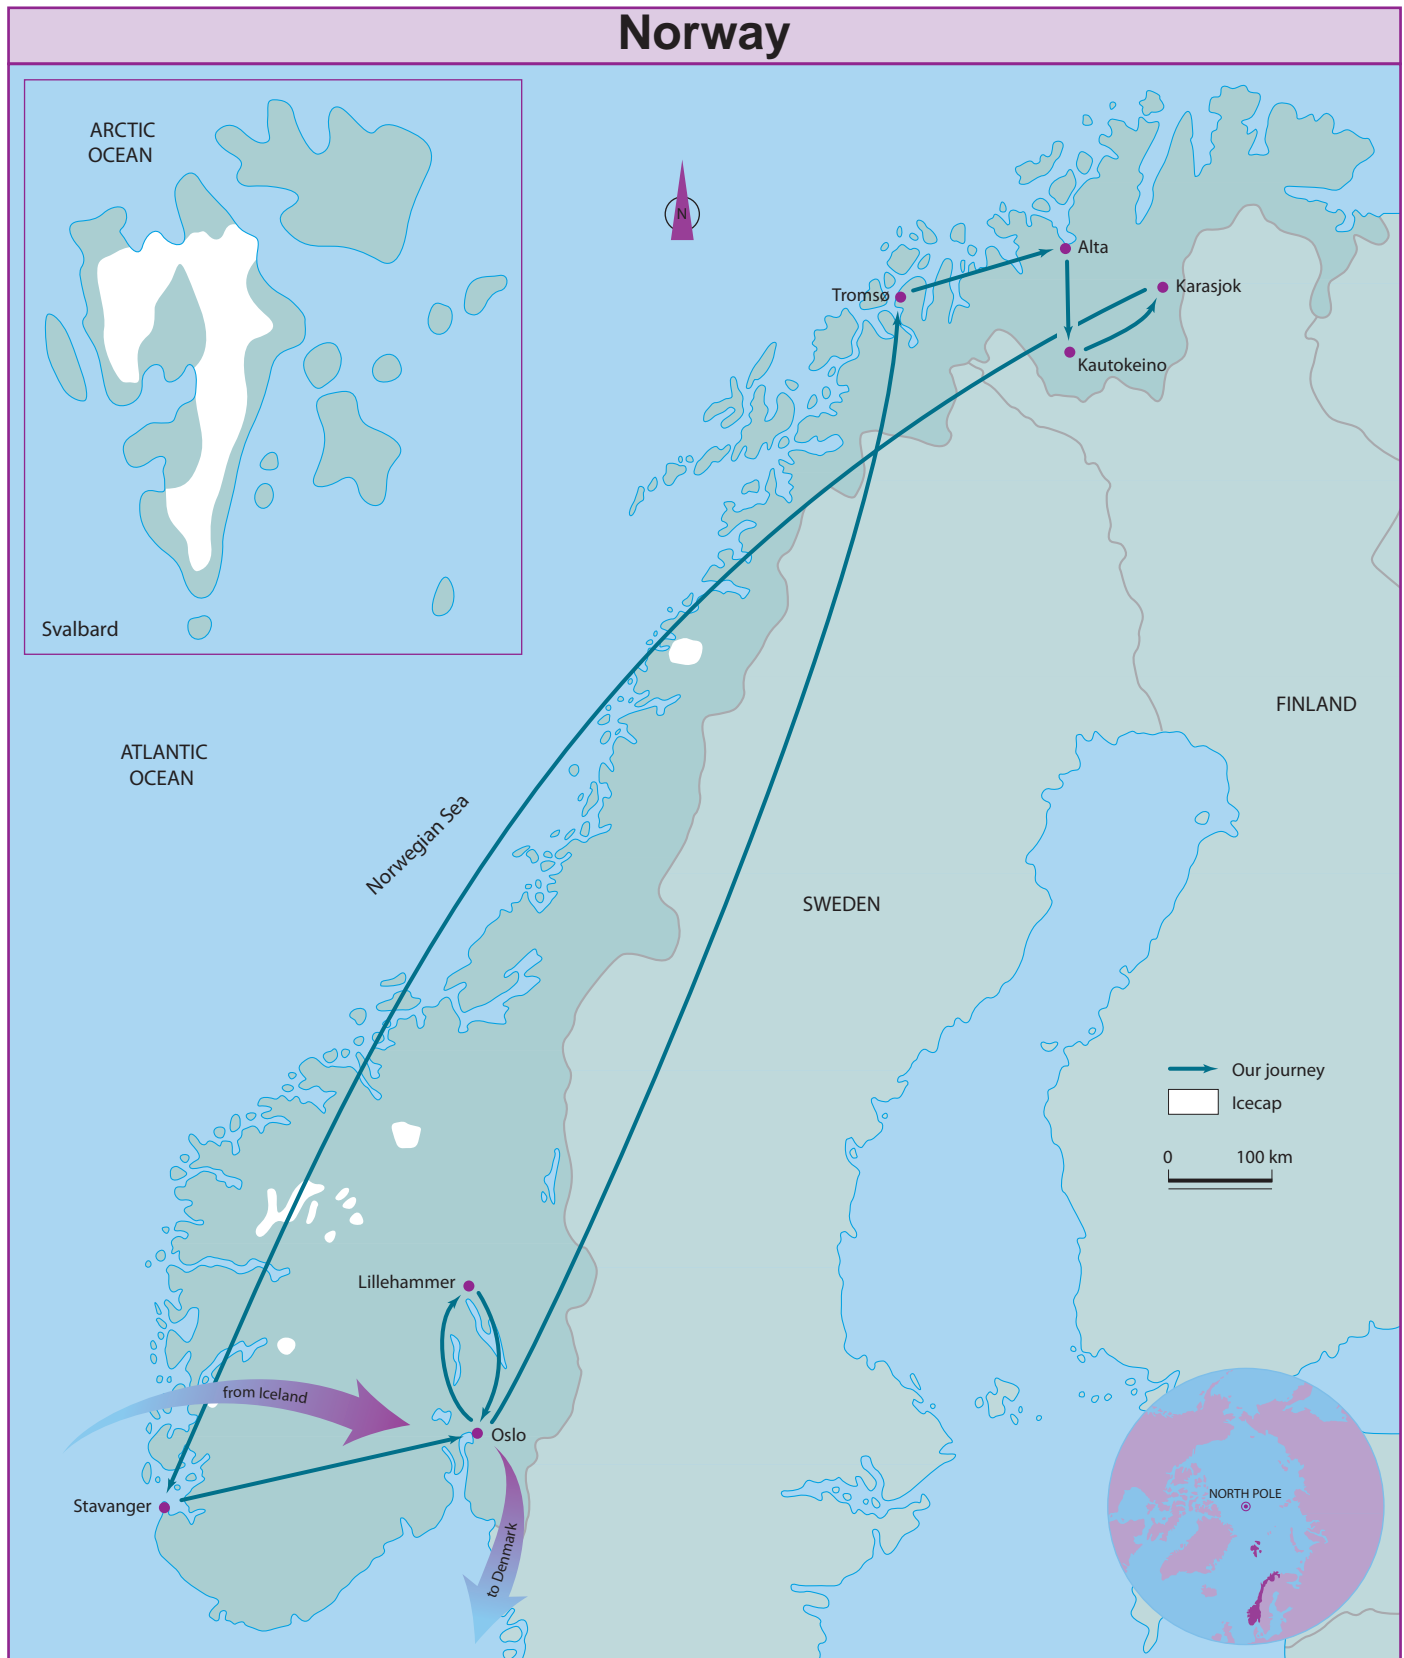 Norway
ARCTIC
OCEAN
N
Alta
Karasjok
Tromsø
Kautokeino
Svalbard
FINLAND
ATLANTIC
OCEAN
Norwegian Sea
SWEDEN
Our journey
Icecap
0 100 km
Lillehammer
from Iceland
Oslo
Stavanger
NORTH POLE
to Denmark